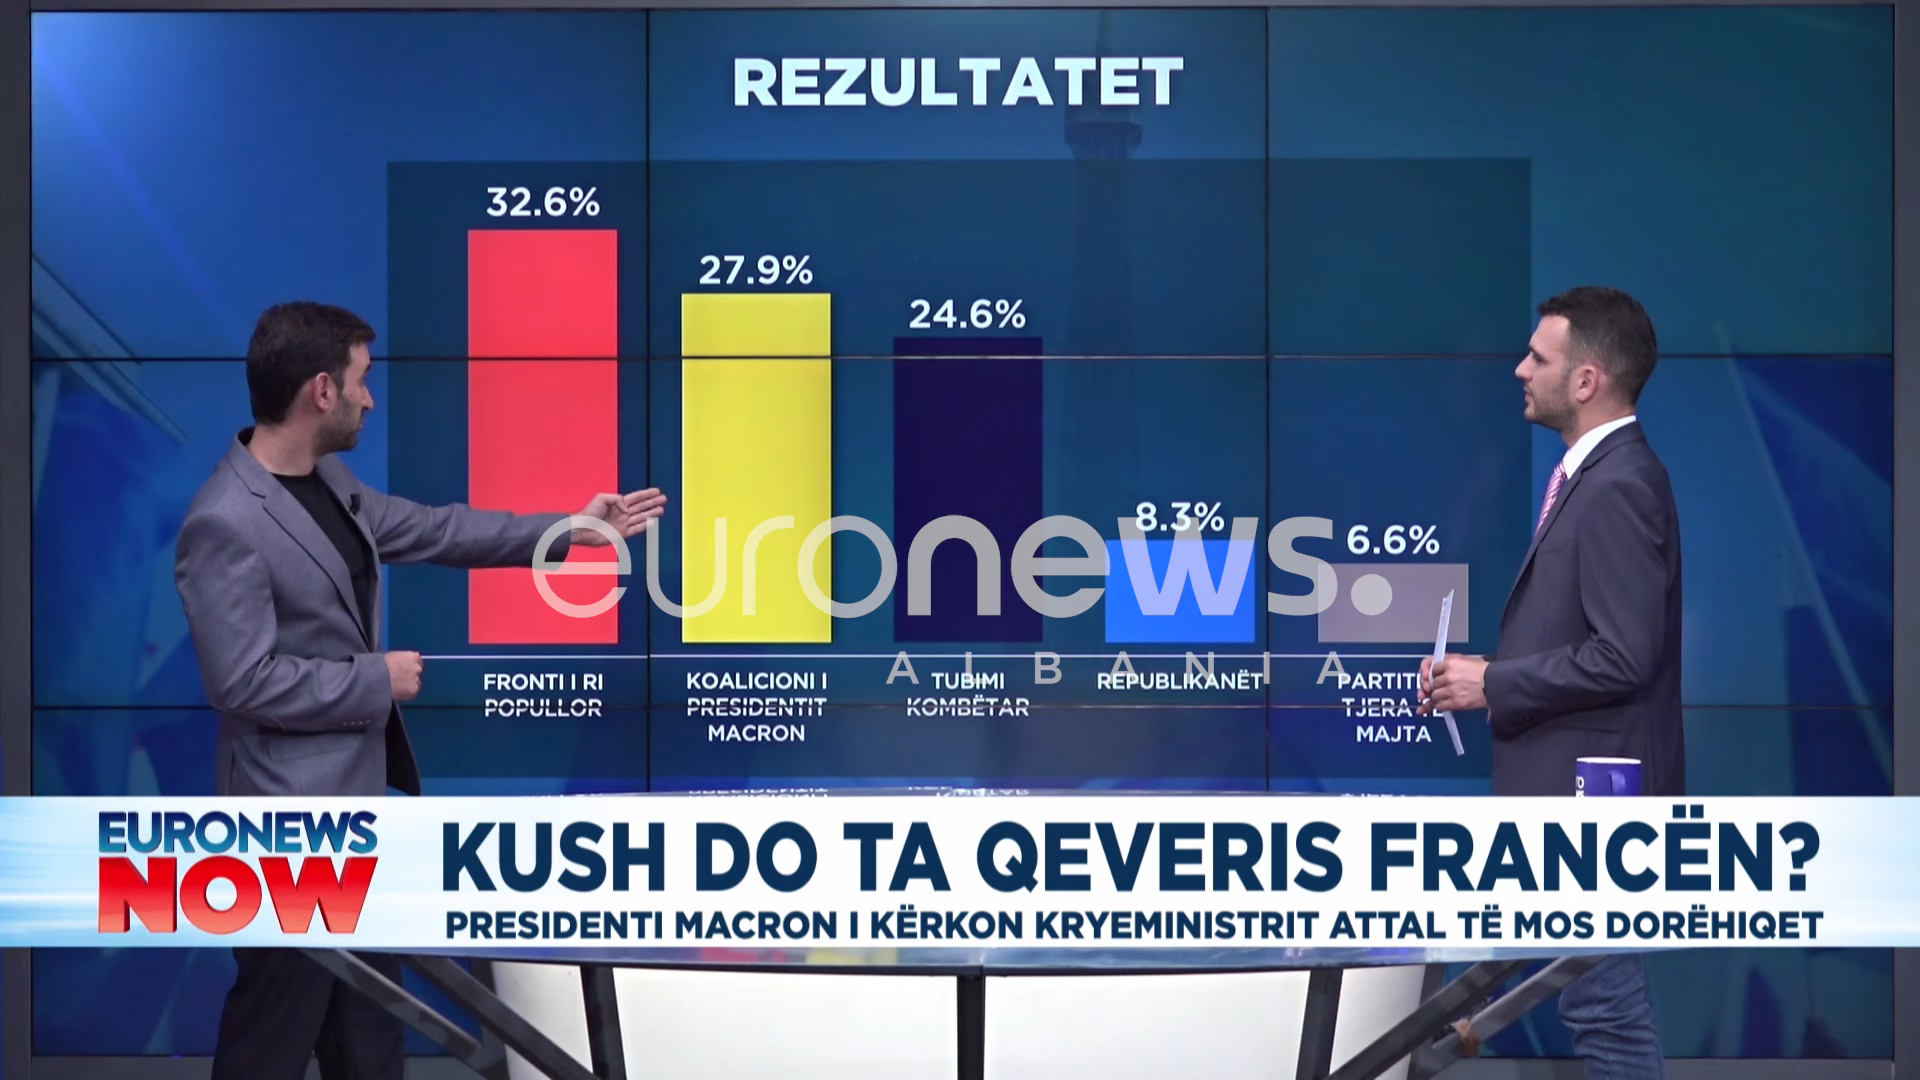 REZULTATET
32.6%
27.9%
24.6%
8.3%
6.6%
FRONTI I RI
POPULLOR
KOALICIONI I
PRESIDENTIT
MACRON
TUBIMI
KOMBËTAR
REPUBLIKANËT
TJERA
MAJTA
euronews.
ALBANIA
EURONEWS
NOW
KUSH DO TA QEVERIS FRANCËN?
PRESIDENTI MACRON I KËRKON KRYEMINISTRIT ATTAL TË MOS DORËHIQET